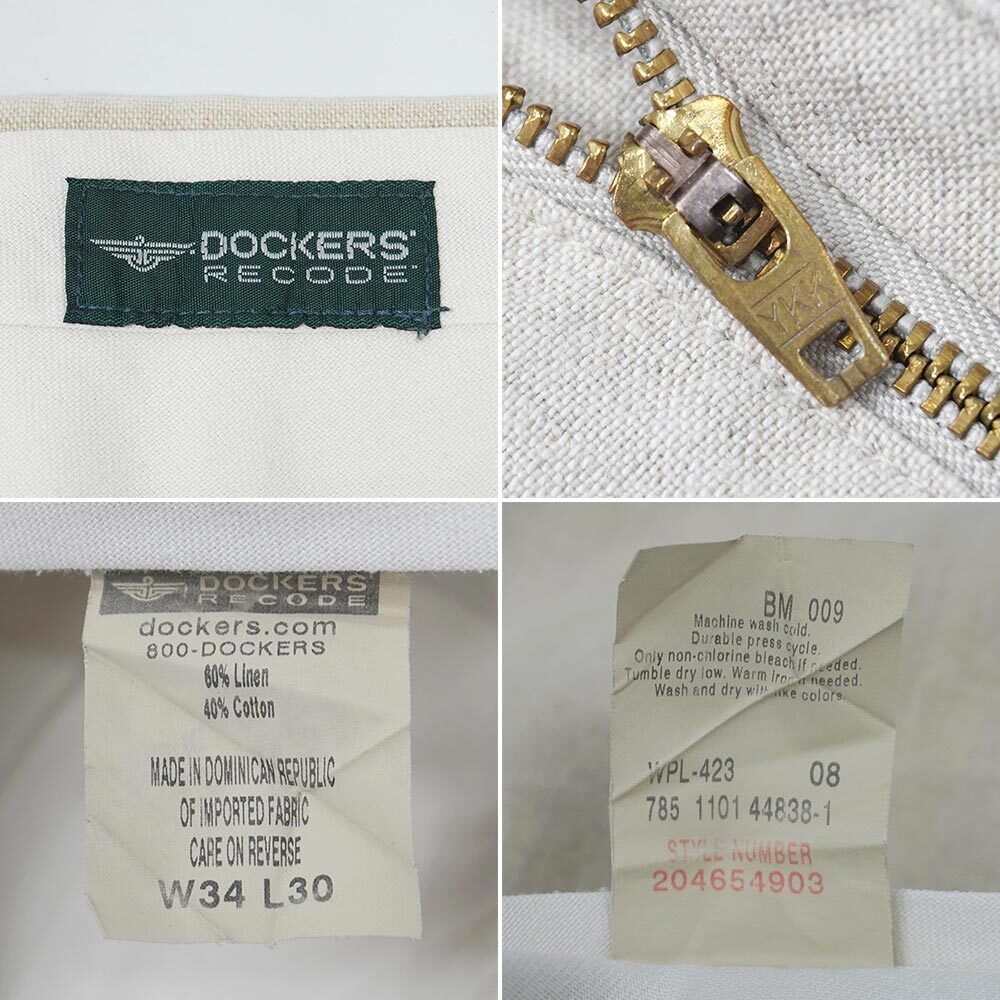 DOCKERS
RECODE
YKK
DOCKERS
RECODE
dockers.com
800-DOCKERS
60% Linen
40% Cotton
MADE IN DOMINICAN REPUBLIC
OF IMPORTED FABRIC
CARE ON REVERSE
W34 L30
BM 009
Machine wash cold.
Durable press cycle.
Only non-chlorine bleach if needed.
Tumble dry low. Warm iron if needed.
Wash and dry with like colors.
WPL-423 08
785 1101 44838-1
STYLE NUMBER
204654903